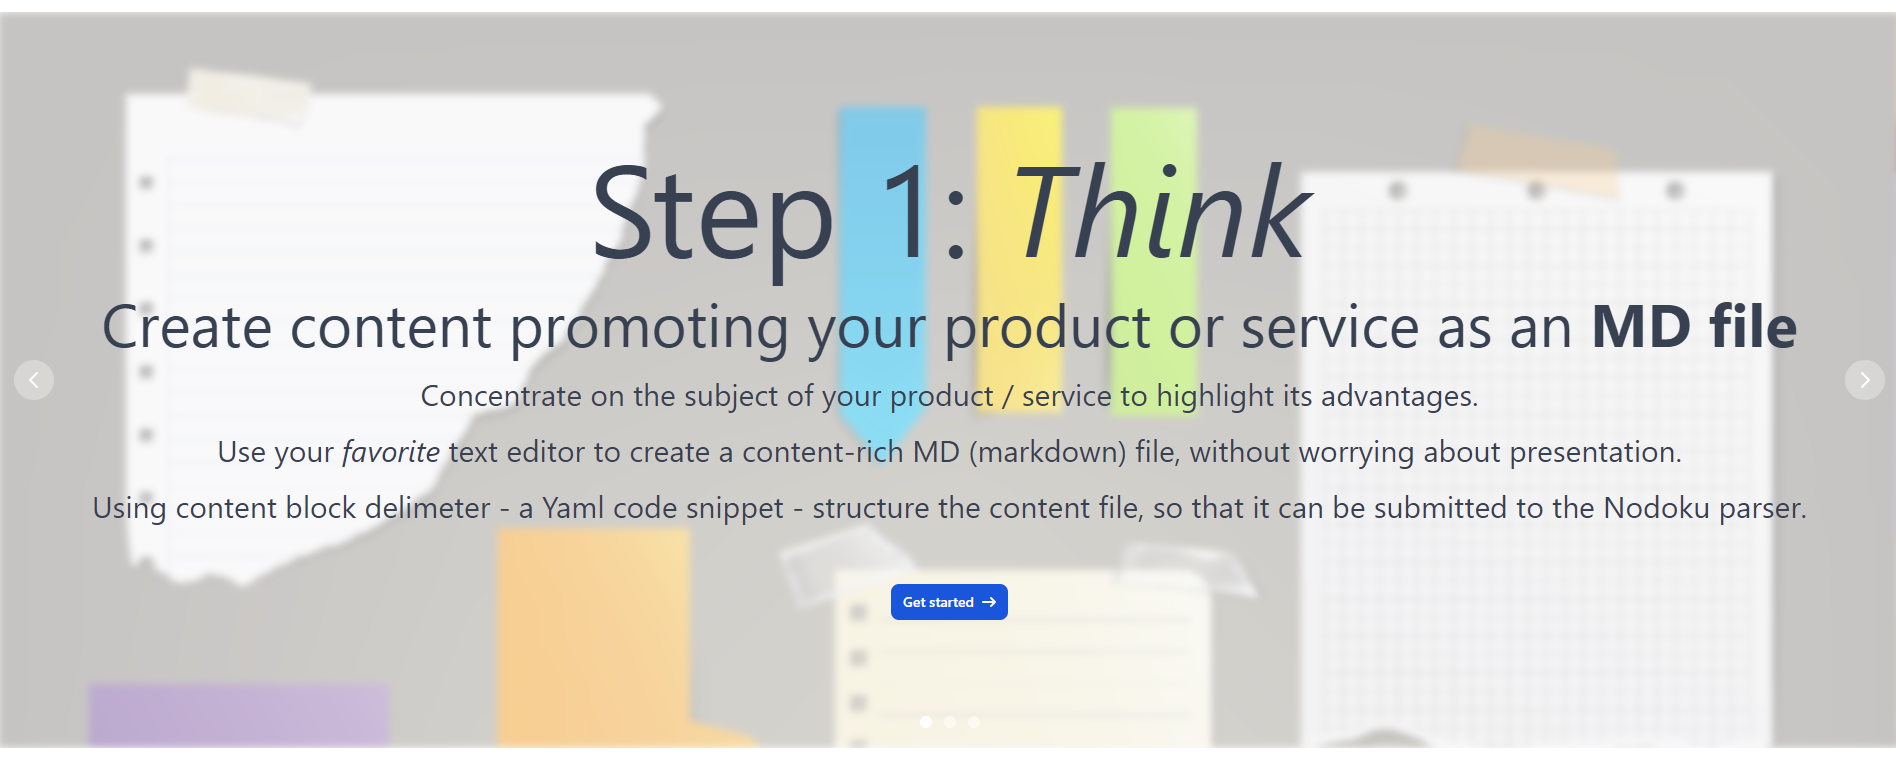 Step 1: Think
Create content promoting your product or service as an MD file
Concentrate on the subject of your product / service to highlight its advantages.
Use your favorite text editor to create a content-rich MD (markdown) file, without worrying about presentation.
Using content block delimeter - a Yaml code snippet - structure the content file, so that it can be submitted to the Nodoku parser.
Get started →